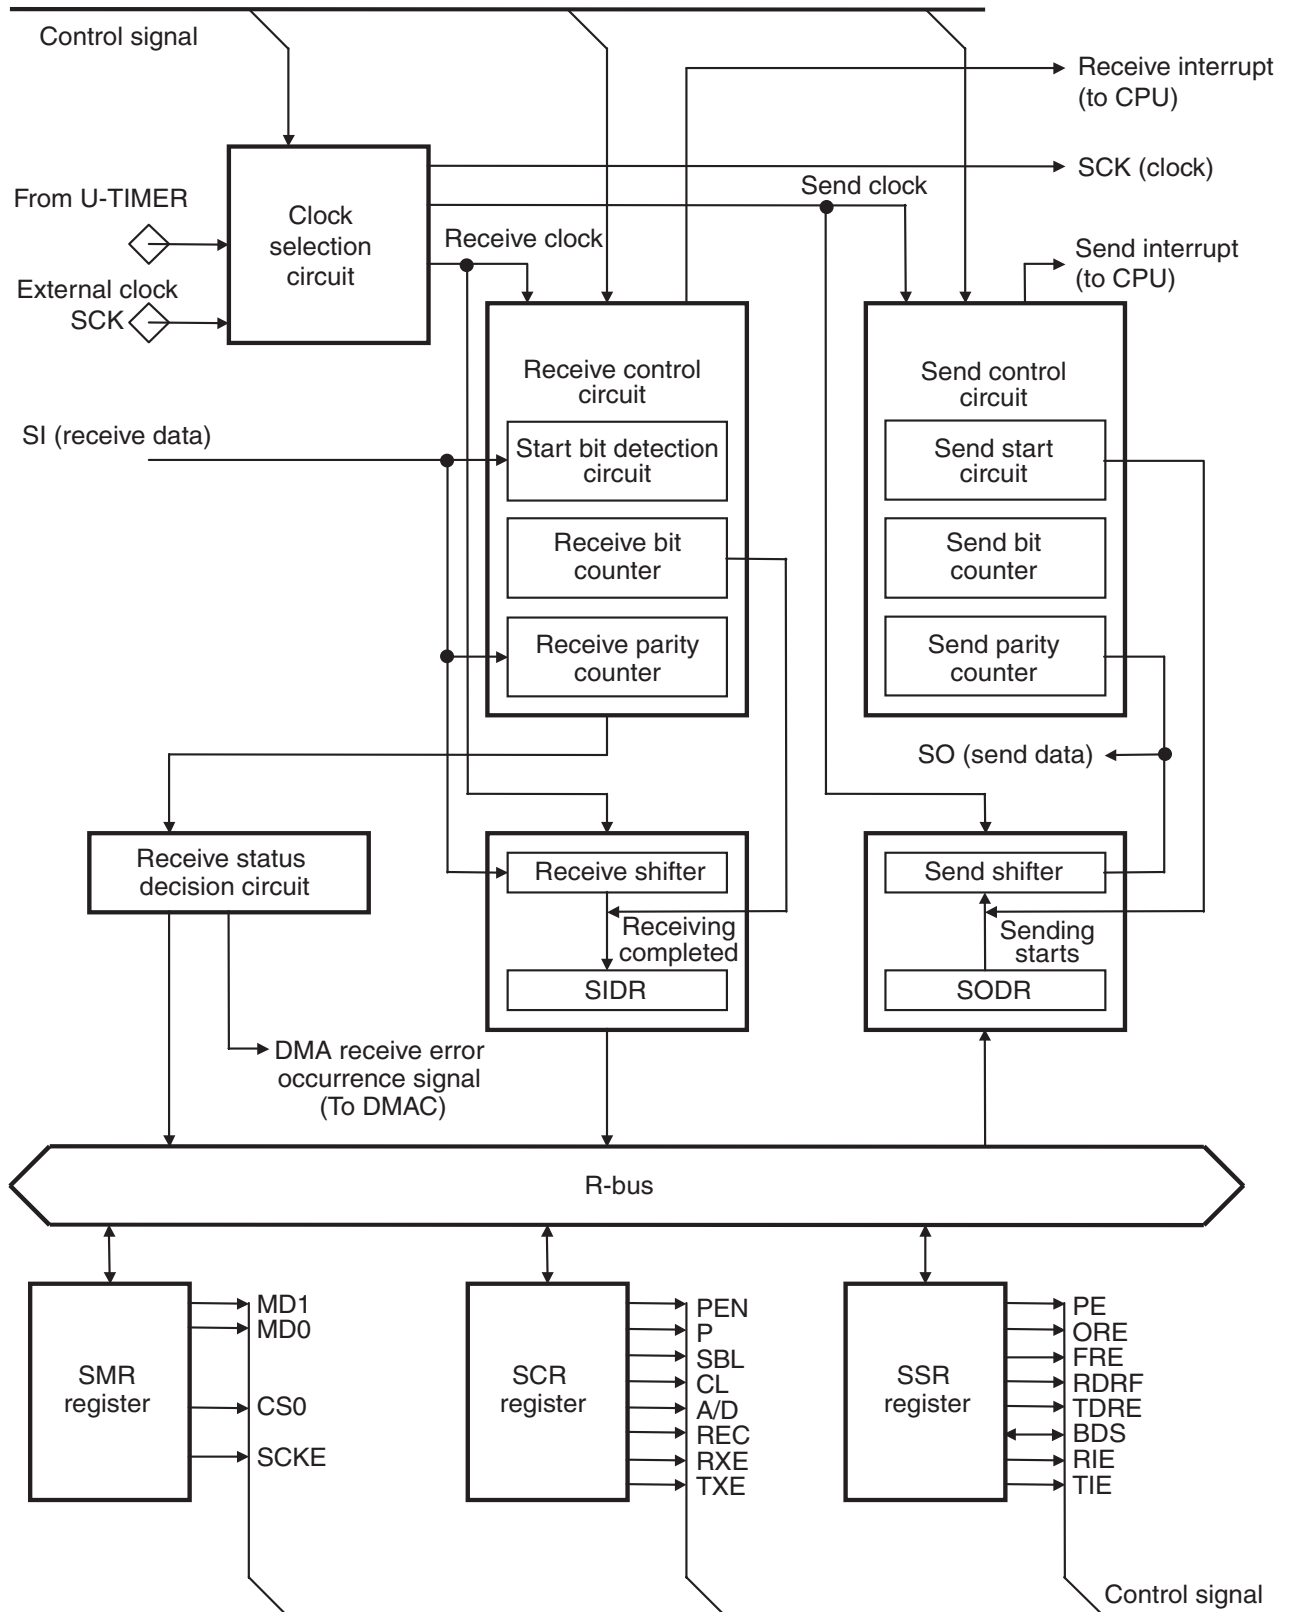 Control signal
Receive interrupt
(to CPU)
SCK (clock)
From U-TIMER
Send clock
Clock
selection
circuit
Receive clock
Send interrupt
(to CPU)
External clock
SCK
Receive control
circuit
Send control
circuit
SI (receive data)
Start bit detection
circuit
Send start
circuit
Receive bit
counter
Send bit
counter
Receive parity
counter
Send parity
counter
SO (send data)
Receive status
decision circuit
Receive shifter
Send shifter
Receiving
completed
Sending
starts
SIDR
SODR
DMA receive error
occurrence signal
(To DMAC)
R-bus
SMR
register
MD1
MD0
CS0
SCKE
SCR
register
PEN
P
SBL
CL
A/D
REC
RXE
TXE
SSR
register
PE
ORE
FRE
RDRF
TDRE
BDS
RIE
TIE
Control signal